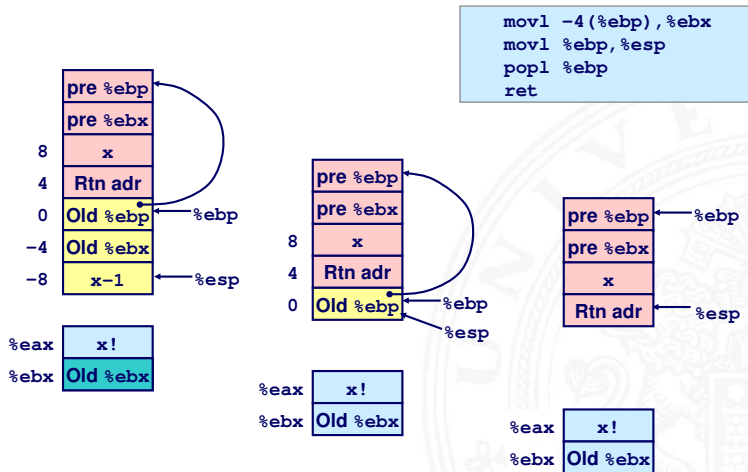 movl -4(%ebp),%ebx
movl %ebp,%esp
popl %ebp
ret
pre %ebp
pre %ebx
8 x
4 Rtn adr
0 Old %ebp %ebp
-4 Old %ebx
-8 x-1 %esp
%eax x!
%ebx Old %ebx
pre %ebp
pre %ebx
8 x
4 Rtn adr
0 Old %ebp %ebp
%esp
%eax x!
%ebx Old %ebx
pre %ebp %ebp
pre %ebx
x
Rtn adr %esp
%eax x!
%ebx Old %ebx